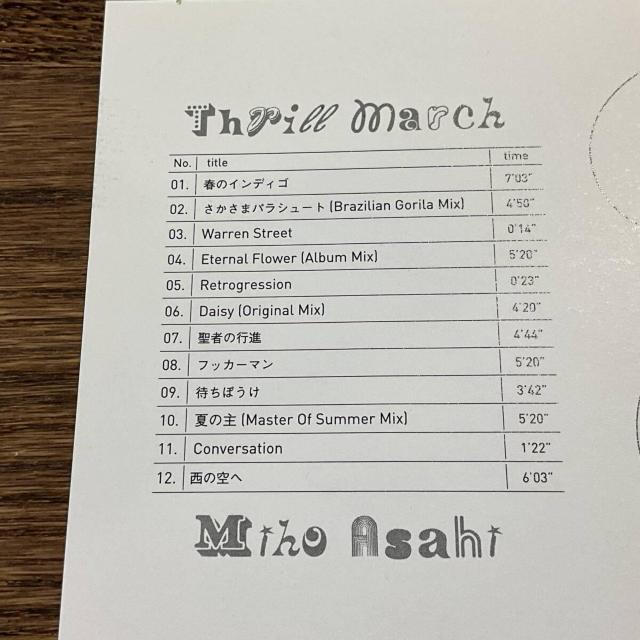 Thrill March
No. title time
01. 春のインディゴ 7'03"
02. さかさまパラシュート (Brazilian Gorila Mix) 4'50"
03. Warren Street 0'14"
04. Eternal Flower (Album Mix) 5'20"
05. Retrogression 0'23"
06. Daisy (Original Mix) 4'20"
07. 聖者の行進 4'44"
08. フッカーマン 5'20"
09. 待ちぼうけ 3'42"
10. 夏の主 (Master Of Summer Mix) 5'20"
11. Conversation 1'22"
12. 西の空へ 6'03"
Miho Asahi